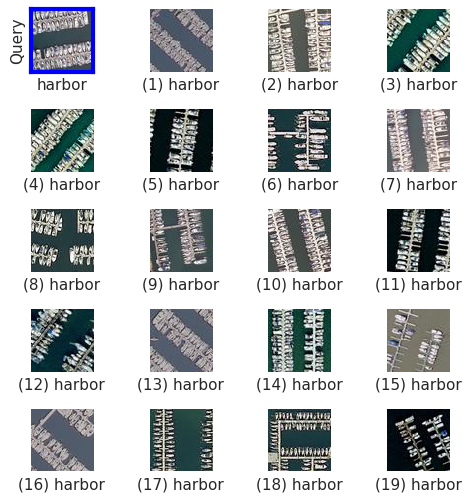 Query
harbor
(1) harbor
(2) harbor
(3) harbor
(4) harbor
(5) harbor
(6) harbor
(7) harbor
(8) harbor
(9) harbor
(10) harbor
(11) harbor
(12) harbor
(13) harbor
(14) harbor
(15) harbor
(16) harbor
(17) harbor
(18) harbor
(19) harbor